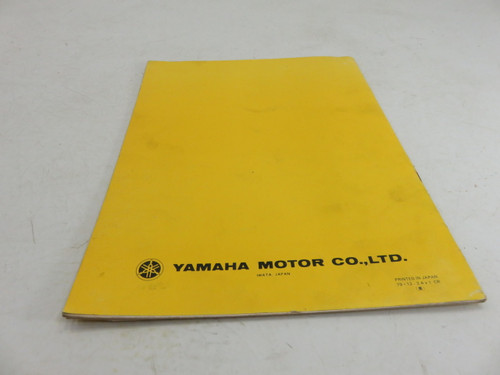 YAMAHA MOTOR CO.,LTD.
IWATA, JAPAN
PRINTED IN JAPAN